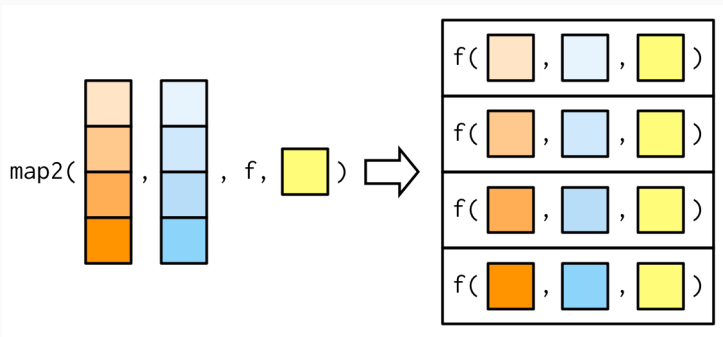 map2( , , f, )
f( , , )
f( , , )
f( , , )
f( , , )